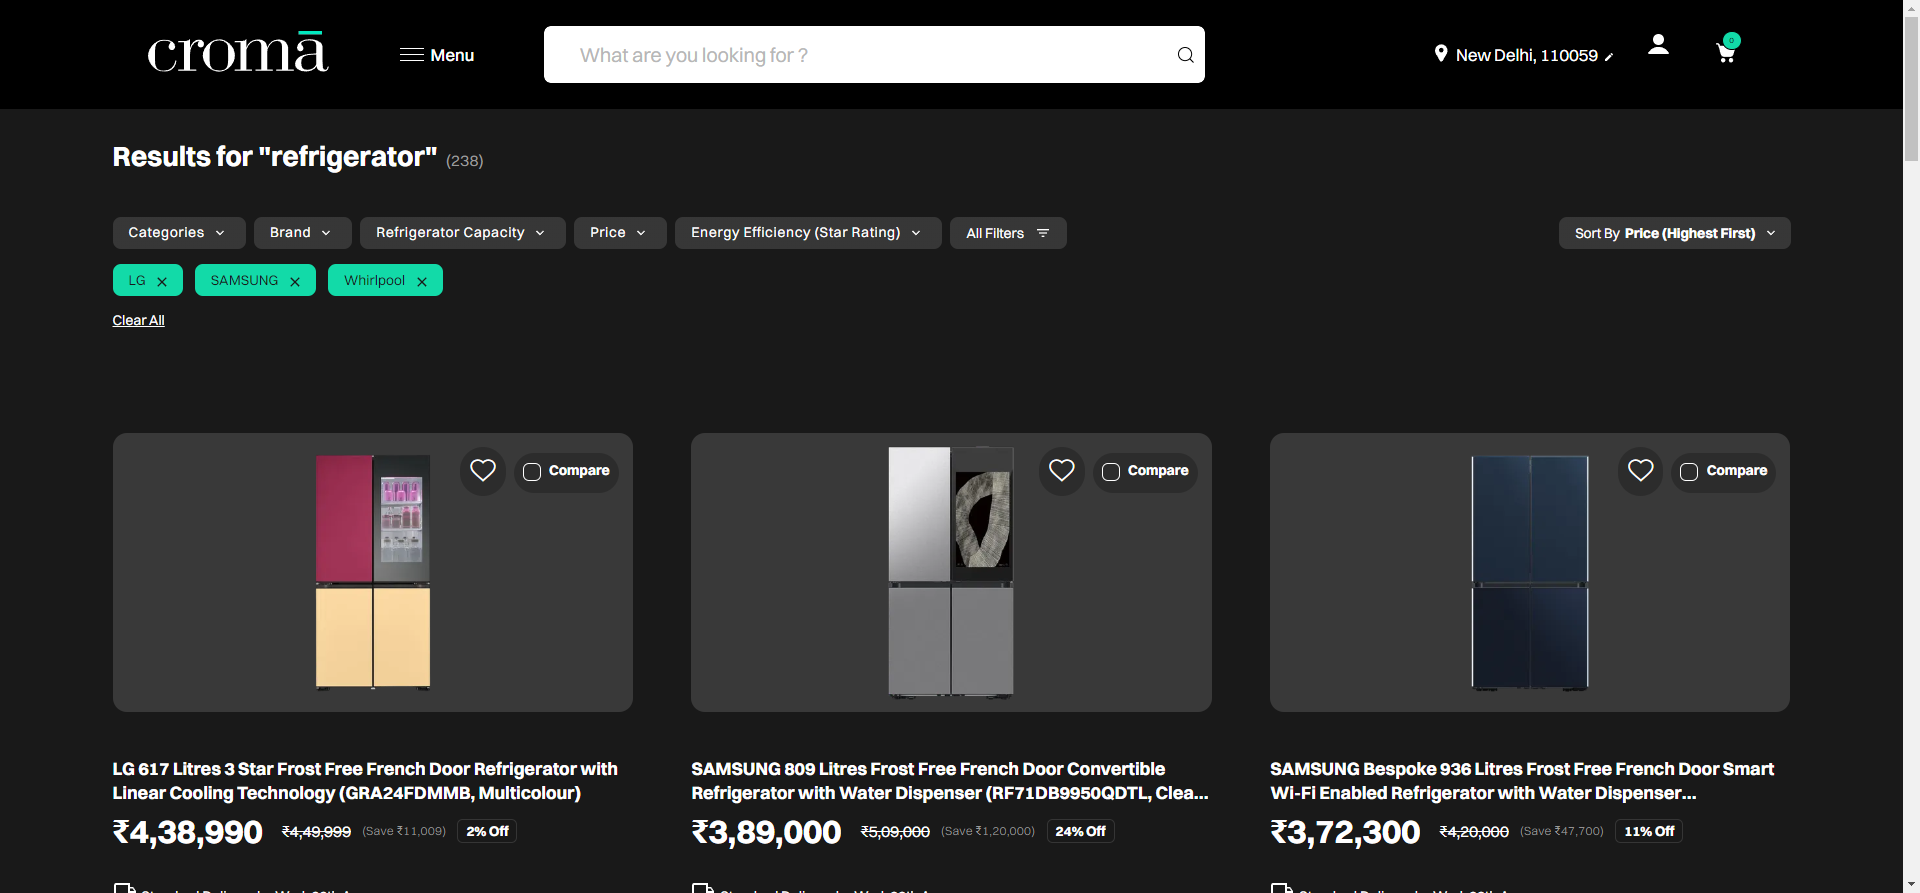 cromā
Menu
What are you looking for ?
New Delhi, 110059
0
Results for "refrigerator" (238)
Categories
Brand
Refrigerator Capacity
Price
Energy Efficiency (Star Rating)
All Filters
Sort By Price (Highest First)
LG
SAMSUNG
Whirlpool
Clear All
Compare
Compare
Compare
LG 617 Litres 3 Star Frost Free French Door Refrigerator with
Linear Cooling Technology (GRA24FDMMB, Multicolour)
₹4,38,990 ₹4,49,999 (Save ₹11,009) 2% Off
SAMSUNG 809 Litres Frost Free French Door Convertible
Refrigerator with Water Dispenser (RF71DB9950QDTL, Clea...
₹3,89,000 ₹5,09,000 (Save ₹1,20,000) 24% Off
SAMSUNG Bespoke 936 Litres Frost Free French Door Smart
Wi-Fi Enabled Refrigerator with Water Dispenser...
₹3,72,300 ₹4,20,000 (Save ₹47,700) 11% Off